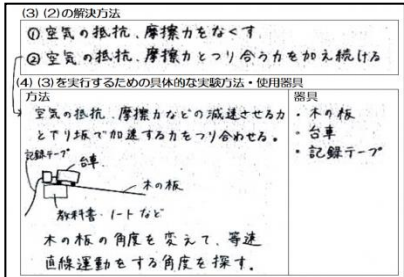 (3) (2)の解決方法
① 空気の抵抗、摩擦力をなくす
② 空気の抵抗、摩擦力とつり合う力を加え続ける
(4) (3)を実行するための具体的な実験方法・使用器具
方法
空気の抵抗、摩擦力などの減速させる力
と下り坂で加速する力をつり合わせる。
記録テープ
台車
木の板
教科書・ノートなど
木の板の角度を変えて、等速
直線運動をする角度を探す。
器具
・木の板
・台車
・記録テープ